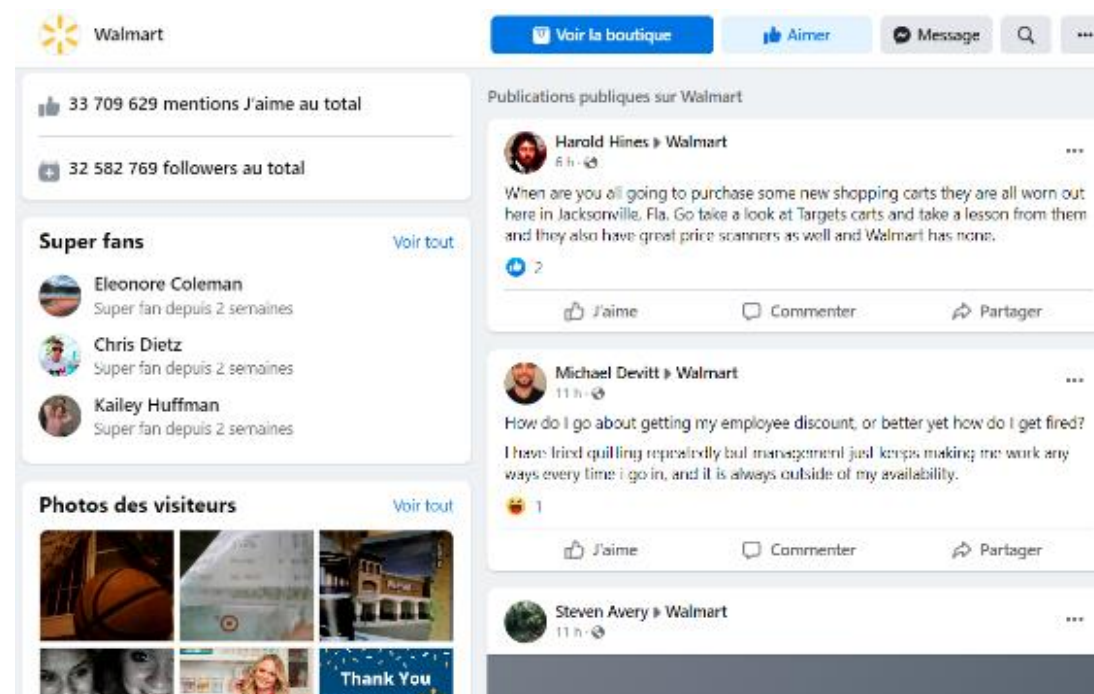 Walmart
Voir la boutique
Aimer
Message
33 709 629 mentions J'aime au total
32 582 769 followers au total
Super fans
Voir tout
Eleonore Coleman
Super fan depuis 2 semaines
Chris Dietz
Super fan depuis 2 semaines
Kailey Huffman
Super fan depuis 2 semaines
Photos des visiteurs
Voir tout
Thank You
Publications publiques sur Walmart
Harold Hines ▸ Walmart
6 h ·
When are you all going to purchase some new shopping carts they are all worn out
here in Jacksonville, Fla. Go take a look at Targets carts and take a lesson from them
and they also have great price scanners as well and Walmart has none.
2
J'aime
Commenter
Partager
Michael Devitt ▸ Walmart
11 h ·
How do I go about getting my employee discount, or better yet how do I get fired?
I have tried quitting repeatedly but management just keeps making me work any
ways every time i go in, and it is always outside of my availability.
1
J'aime
Commenter
Partager
Steven Avery ▸ Walmart
11 h ·